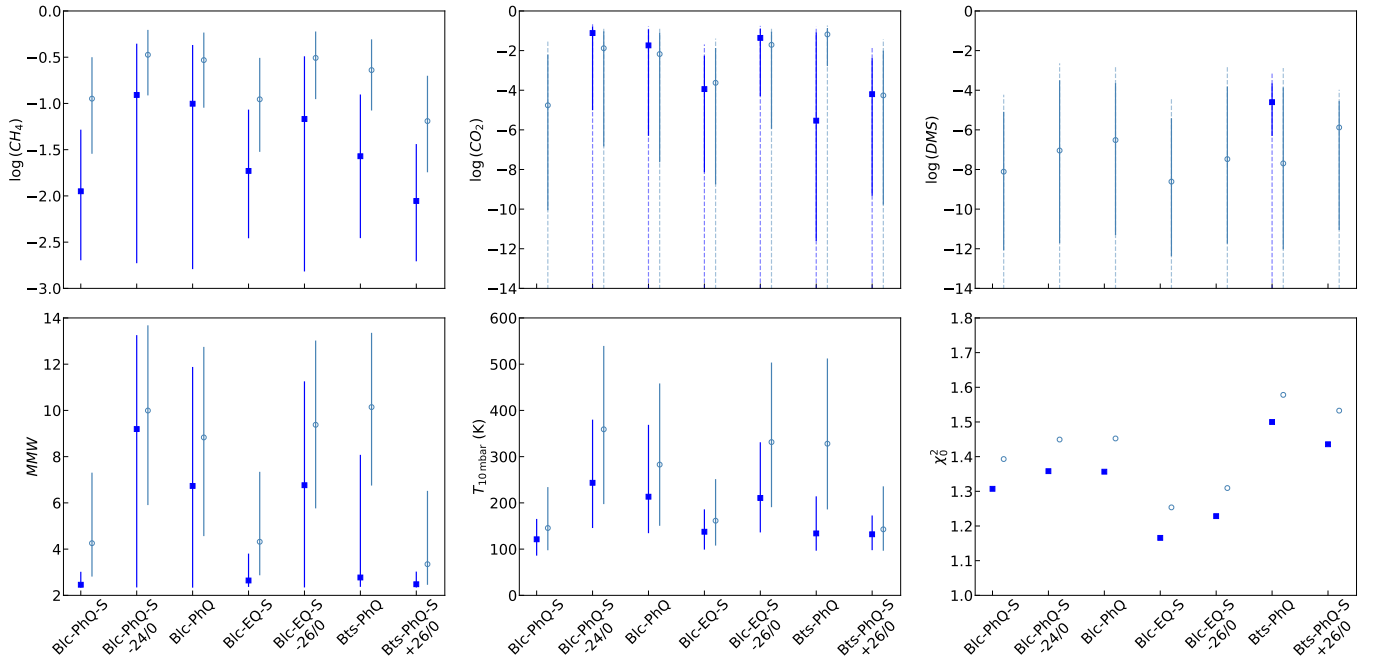 log (CH₄)
0.0
−0.5
−1.0
−1.5
−2.0
−2.5
−3.0
log (CO₂)
0
−2
−4
−6
−8
−10
−12
−14
log (DMS)
0
−2
−4
−6
−8
−10
−12
−14
MMW
14
12
10
8
6
4
2
Blc-PhQ-S
Blc-PhQ-S
-24/0
Blc-PhQ
Blc-EQ-S
Blc-EQ-S
-26/0
Bts-PhQ
Bts-PhQ-S
+26/0
T₁₀ ₘbₐᵣ (K)
600
500
400
300
200
100
0
Blc-PhQ-S
Blc-PhQ-S
-24/0
Blc-PhQ
Blc-EQ-S
Blc-EQ-S
-26/0
Bts-PhQ
Bts-PhQ-S
+26/0
χ²₀
1.8
1.7
1.6
1.5
1.4
1.3
1.2
1.1
1.0
Blc-PhQ-S
Blc-PhQ-S
-24/0
Blc-PhQ
Blc-EQ-S
Blc-EQ-S
-26/0
Bts-PhQ
Bts-PhQ-S
+26/0